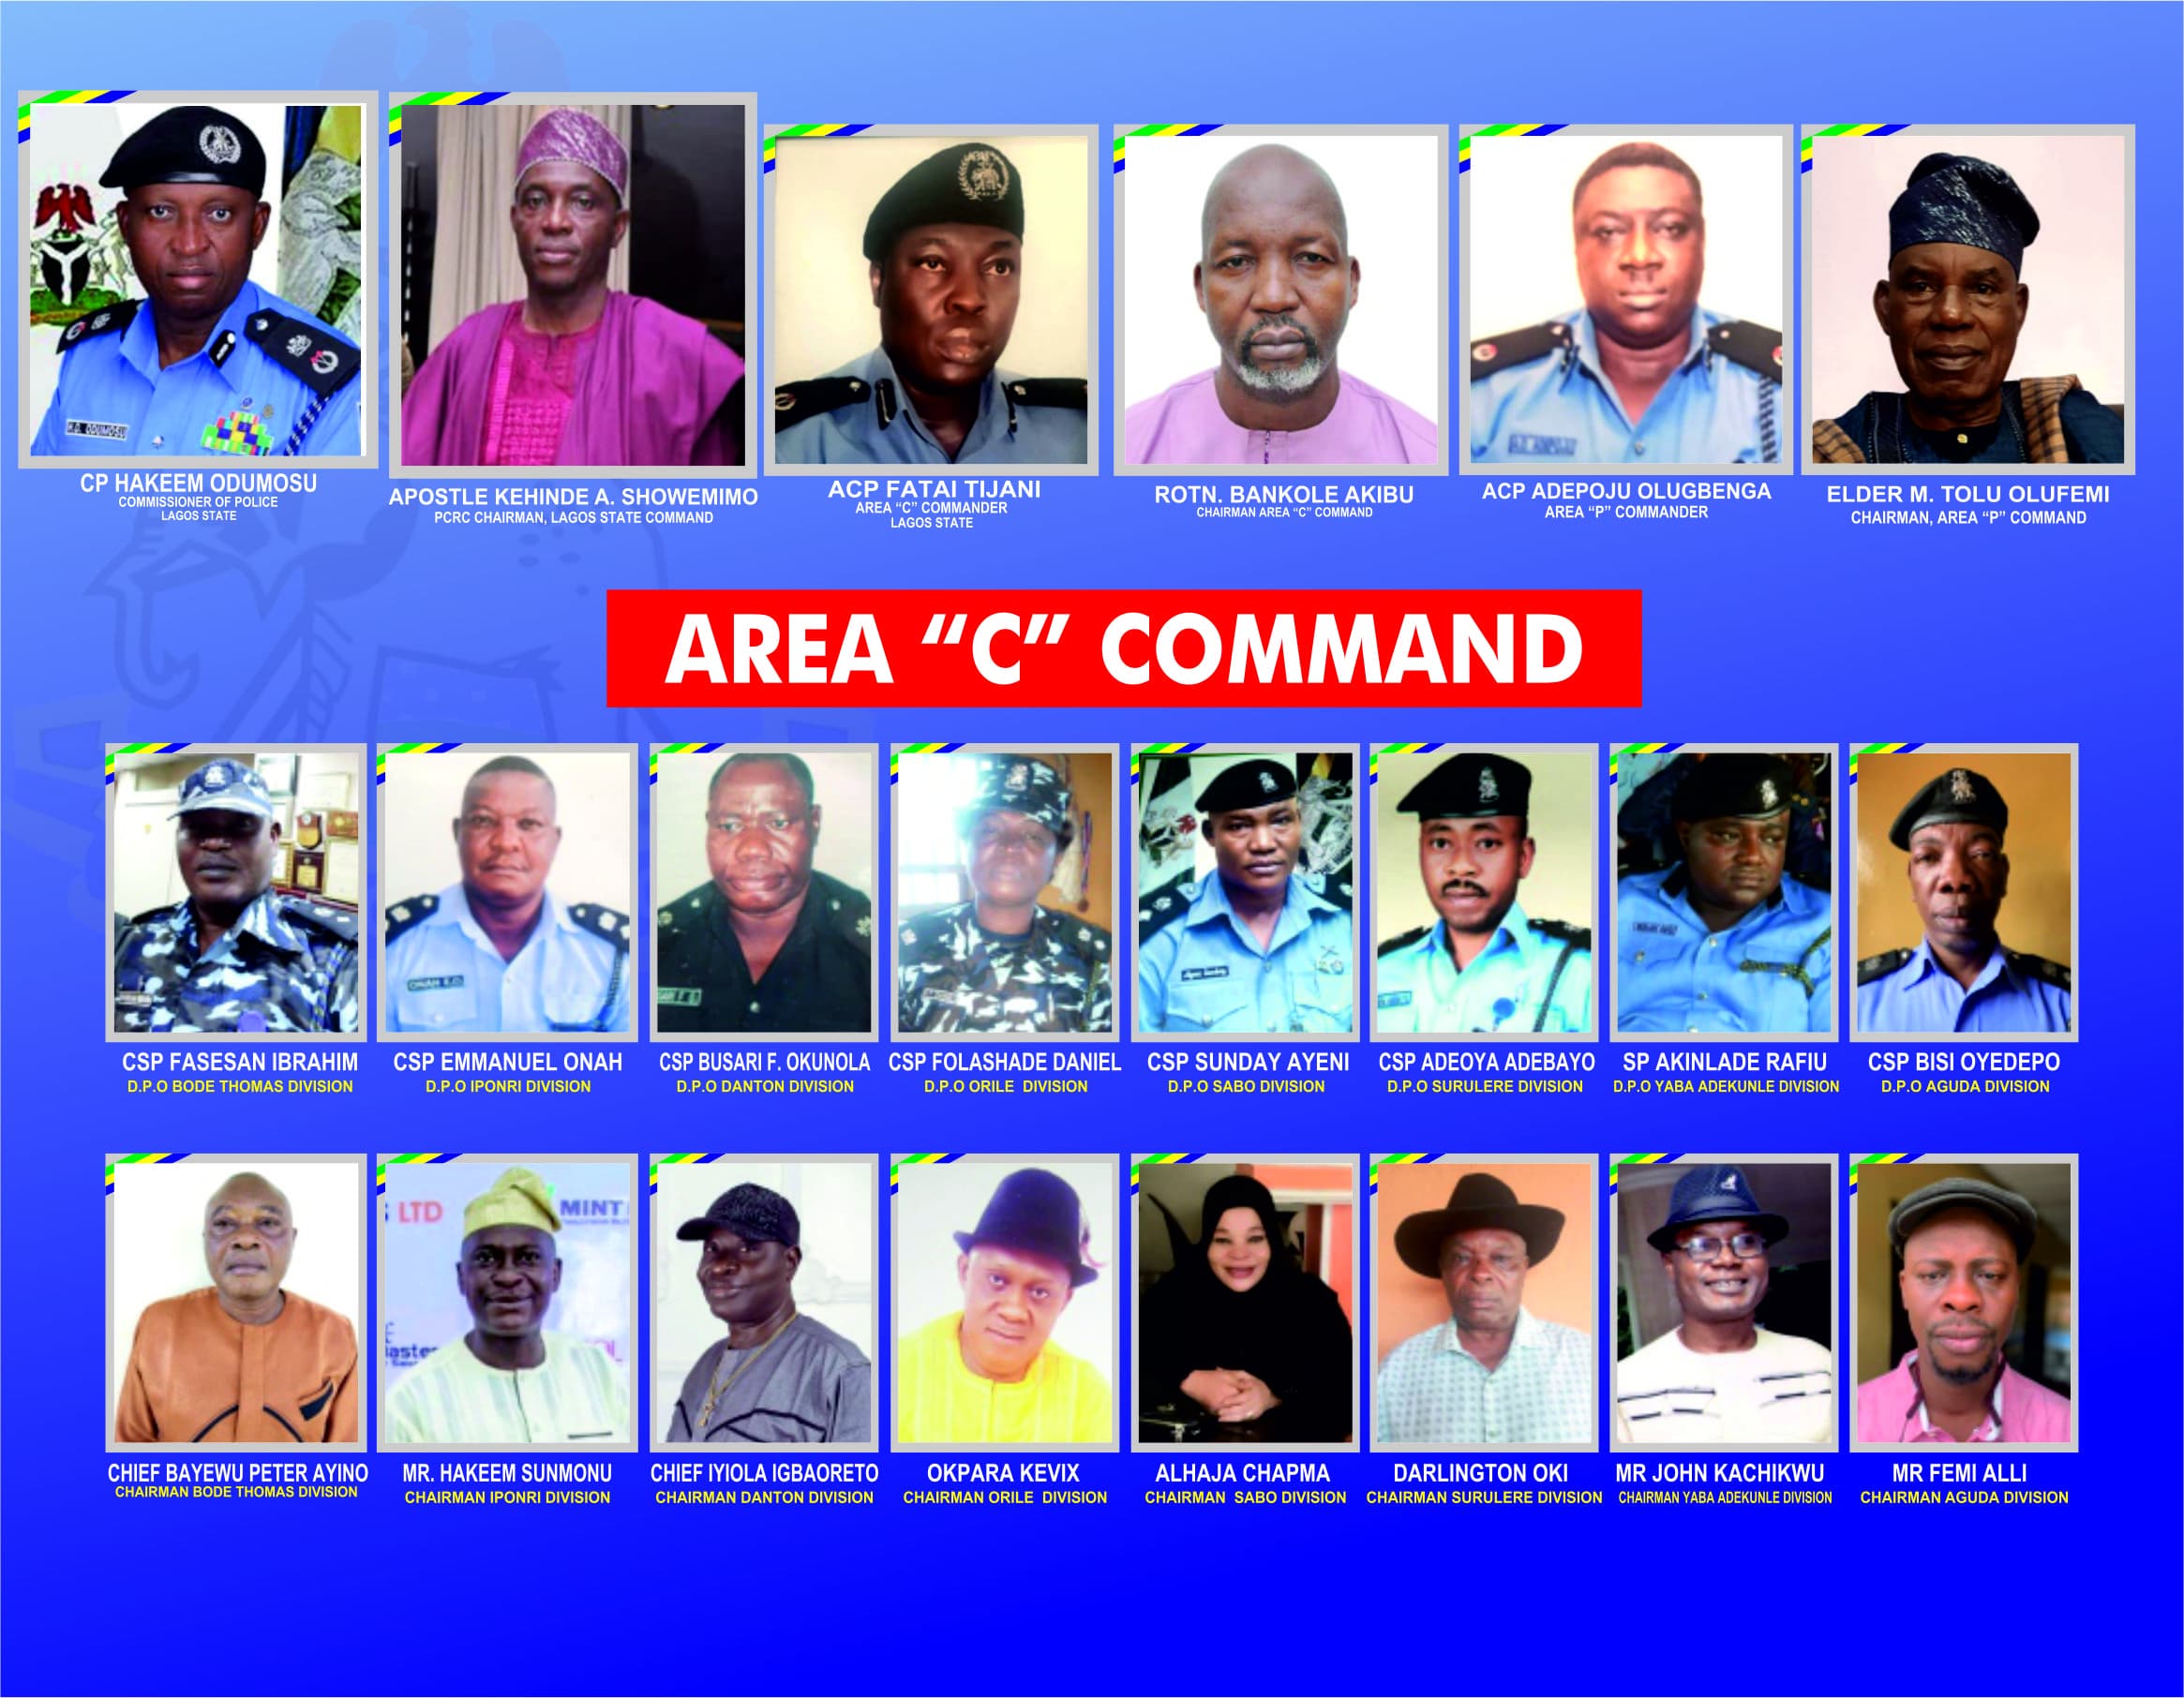 CP HAKEEM ODUMOSU
COMMISSIONER OF POLICE
LAGOS STATE
APOSTLE KEHINDE A. SHOWEMIMO
PCRC CHAIRMAN, LAGOS STATE COMMAND
ACP FATAI TIJANI
AREA “C” COMMANDER
LAGOS STATE
ROTN. BANKOLE AKIBU
CHAIRMAN AREA “C” COMMAND
ACP ADEPOJU OLUGBENGA
AREA “P” COMMANDER
ELDER M. TOLU OLUFEMI
CHAIRMAN, AREA “P” COMMAND
AREA “C” COMMAND
CSP FASESAN IBRAHIM
D.P.O BODE THOMAS DIVISION
CSP EMMANUEL ONAH
D.P.O IPONRI DIVISION
CSP BUSARI F. OKUNOLA
D.P.O DANTON DIVISION
CSP FOLASHADE DANIEL
D.P.O ORILE DIVISION
CSP SUNDAY AYENI
D.P.O SABO DIVISION
CSP ADEOYA ADEBAYO
D.P.O SURULERE DIVISION
SP AKINLADE RAFIU
D.P.O YABA ADEKUNLE DIVISION
CSP BISI OYEDEPO
D.P.O AGUDA DIVISION
LTD
MINT
CHIEF BAYEWU PETER AYINO
CHAIRMAN BODE THOMAS DIVISION
MR. HAKEEM SUNMONU
CHAIRMAN IPONRI DIVISION
CHIEF IYIOLA IGBAORETO
CHAIRMAN DANTON DIVISION
OKPARA KEVIX
CHAIRMAN ORILE DIVISION
ALHAJA CHAPMA
CHAIRMAN SABO DIVISION
DARLINGTON OKI
CHAIRMAN SURULERE DIVISION
MR JOHN KACHIKWU
CHAIRMAN YABA ADEKUNLE DIVISION
MR FEMI ALLI
CHAIRMAN AGUDA DIVISION